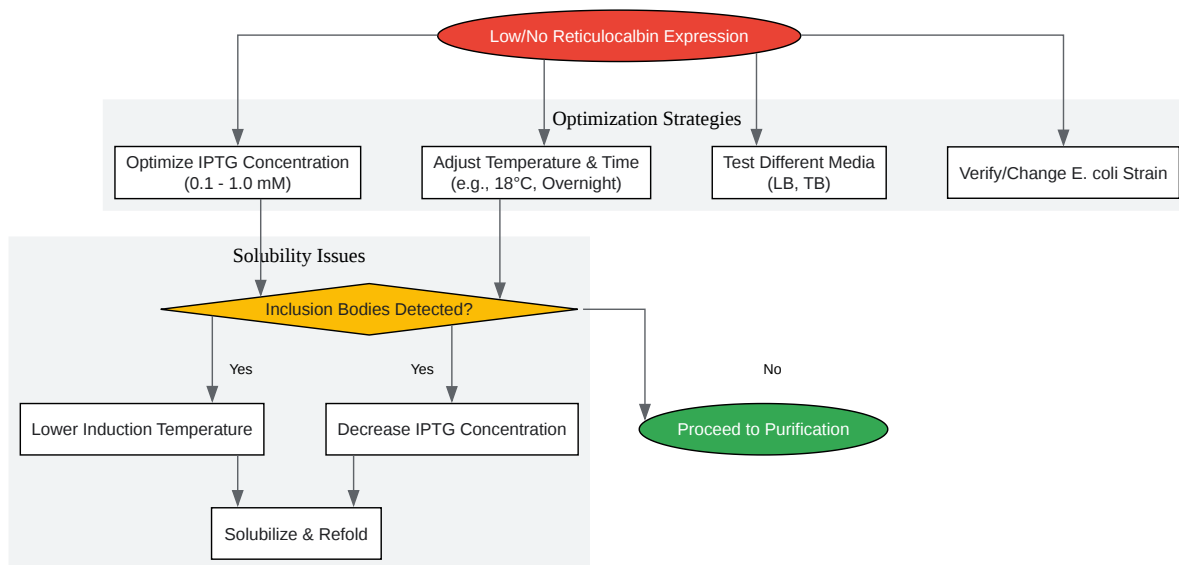 Low/No Reticulocalbin Expression
Optimization Strategies
Optimize IPTG Concentration
(0.1 - 1.0 mM)
Adjust Temperature & Time
(e.g., 18°C, Overnight)
Test Different Media
(LB, TB)
Verify/Change E. coli Strain
Solubility Issues
Inclusion Bodies Detected?
Yes
Yes
No
Lower Induction Temperature
Decrease IPTG Concentration
Proceed to Purification
Solubilize & Refold